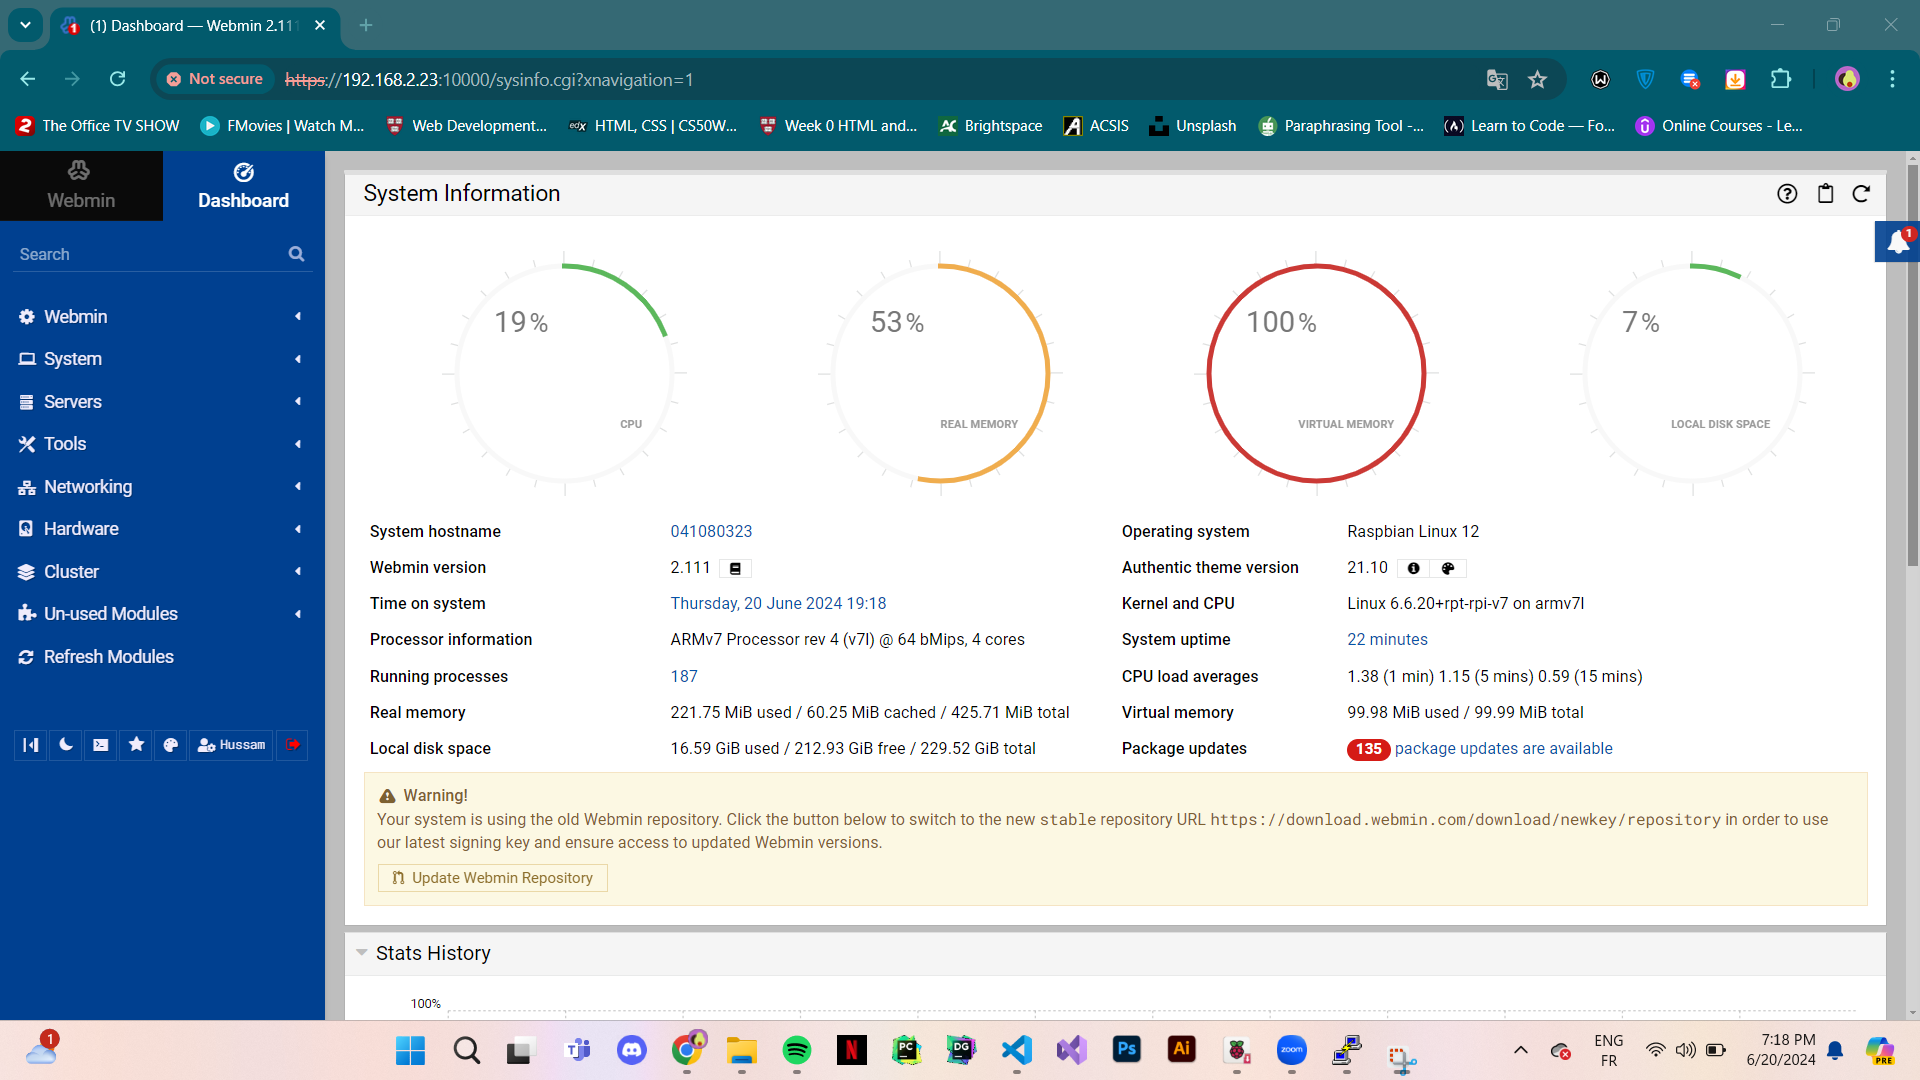 (1) Dashboard — Webmin 2.111
Not secure https://192.168.2.23:10000/sysinfo.cgi?xnavigation=1
The Office TV SHOW FMovies | Watch M... Web Development... edX HTML, CSS | CS50W... Week 0 HTML and... AC Brightspace ACSIS Unsplash Paraphrasing Tool -... Learn to Code — Fo... Online Courses - Le...
Webmin
Dashboard
Search
Webmin
System
Servers
Tools
Networking
Hardware
Cluster
Un-used Modules
Refresh Modules
Hussam
System Information
1
19%
CPU
53%
REAL MEMORY
100%
VIRTUAL MEMORY
7%
LOCAL DISK SPACE
System hostname 041080323 Operating system Raspbian Linux 12
Webmin version 2.111 Authentic theme version 21.10
Time on system Thursday, 20 June 2024 19:18 Kernel and CPU Linux 6.6.20+rpt-rpi-v7 on armv7l
Processor information ARMv7 Processor rev 4 (v7l) @ 64 bMips, 4 cores System uptime 22 minutes
Running processes 187 CPU load averages 1.38 (1 min) 1.15 (5 mins) 0.59 (15 mins)
Real memory 221.75 MiB used / 60.25 MiB cached / 425.71 MiB total Virtual memory 99.98 MiB used / 99.99 MiB total
Local disk space 16.59 GiB used / 212.93 GiB free / 229.52 GiB total Package updates 135 package updates are available
Warning!
Your system is using the old Webmin repository. Click the button below to switch to the new stable repository URL https://download.webmin.com/download/newkey/repository in order to use
our latest signing key and ensure access to updated Webmin versions.
Update Webmin Repository
Stats History
100%
1
PC
DG
Ps
Ai
zoom
ENG
FR
7:18 PM
6/20/2024
PRE